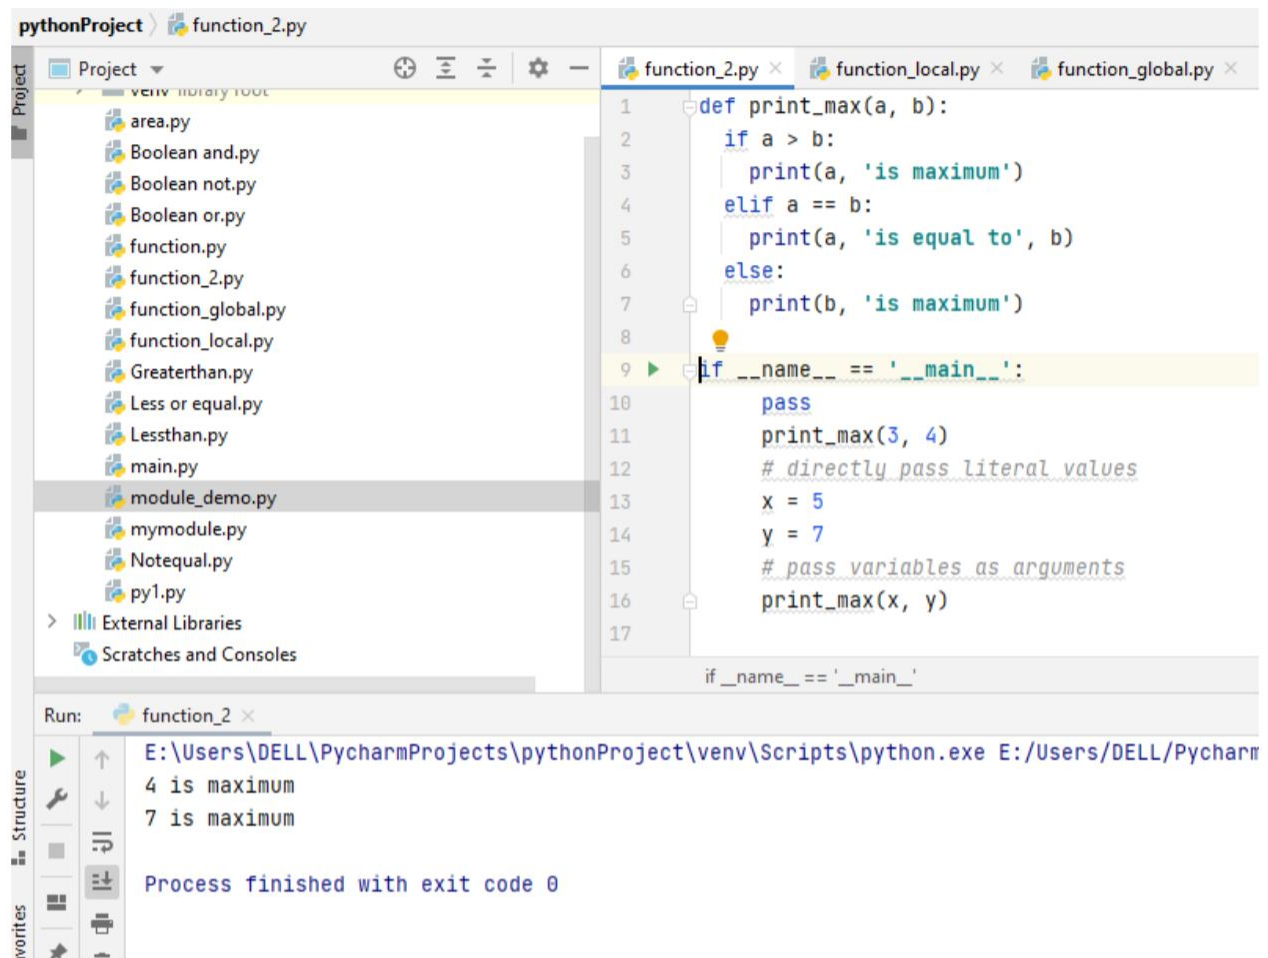 pythonProject function_2.py
Project
Project
function_2.py function_local.py function_global.py
venv library root
area.py
Boolean and.py
Boolean not.py
Boolean or.py
function.py
function_2.py
function_global.py
function_local.py
Greaterthan.py
Less or equal.py
Lessthan.py
main.py
module_demo.py
mymodule.py
Notequal.py
py1.py
External Libraries
Scratches and Consoles
1 def print_max(a, b):
2 if a > b:
3 print(a, 'is maximum')
4 elif a == b:
5 print(a, 'is equal to', b)
6 else:
7 print(b, 'is maximum')
8
9 if __name__ == '__main__':
10 pass
11 print_max(3, 4)
12 # directly pass literal values
13 x = 5
14 y = 7
15 # pass variables as arguments
16 print_max(x, y)
17
if __name__ == '__main__'
Run: function_2
E:\Users\DELL\PycharmProjects\pythonProject\venv\Scripts\python.exe E:/Users/DELL/Pycharm
4 is maximum
7 is maximum
Process finished with exit code 0
Structure
vorites